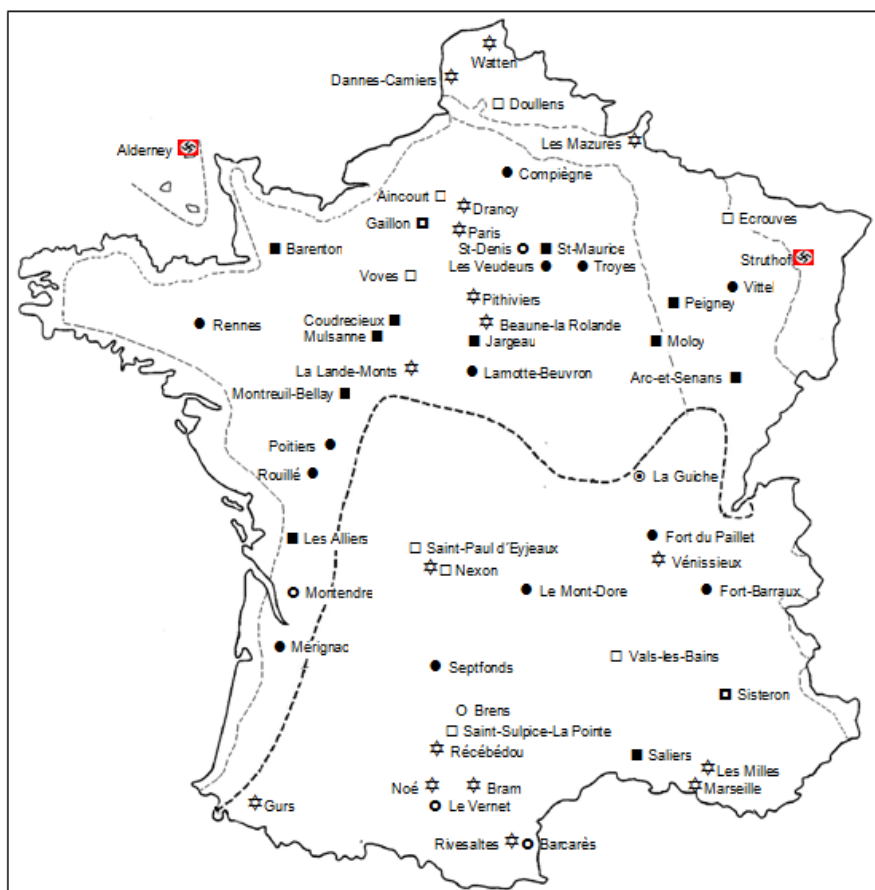 Watten
Dannes-Camiers
Doullens
Les Mazures
Alderney
Compiègne
Aincourt
Drancy
Gaillon
Ecrouves
Paris
Barenton
St-Denis
St-Maurice
Struthof
Les Veudeurs
Troyes
Voves
Vittel
Pithiviers
Peigney
Rennes
Coudrecieux
Beaune-la Rolande
Mulsanne
Jargeau
Moloy
La Lande-Monts
Lamotte-Beuvron
Arc-et-Senans
Montreuil-Bellay
Poitiers
Rouillé
La Guiche
Les Alliers
Fort du Paillet
Saint-Paul d´Eyjeaux
Vénissieux
Nexon
Montendre
Le Mont-Dore
Fort-Barraux
Mérignac
Vals-les-Bains
Septfonds
Sisteron
Brens
Saint-Sulpice-La Pointe
Récébédou
Saliers
Les Milles
Noé
Bram
Marseille
Gurs
Le Vernet
Rivesaltes
Barcarès